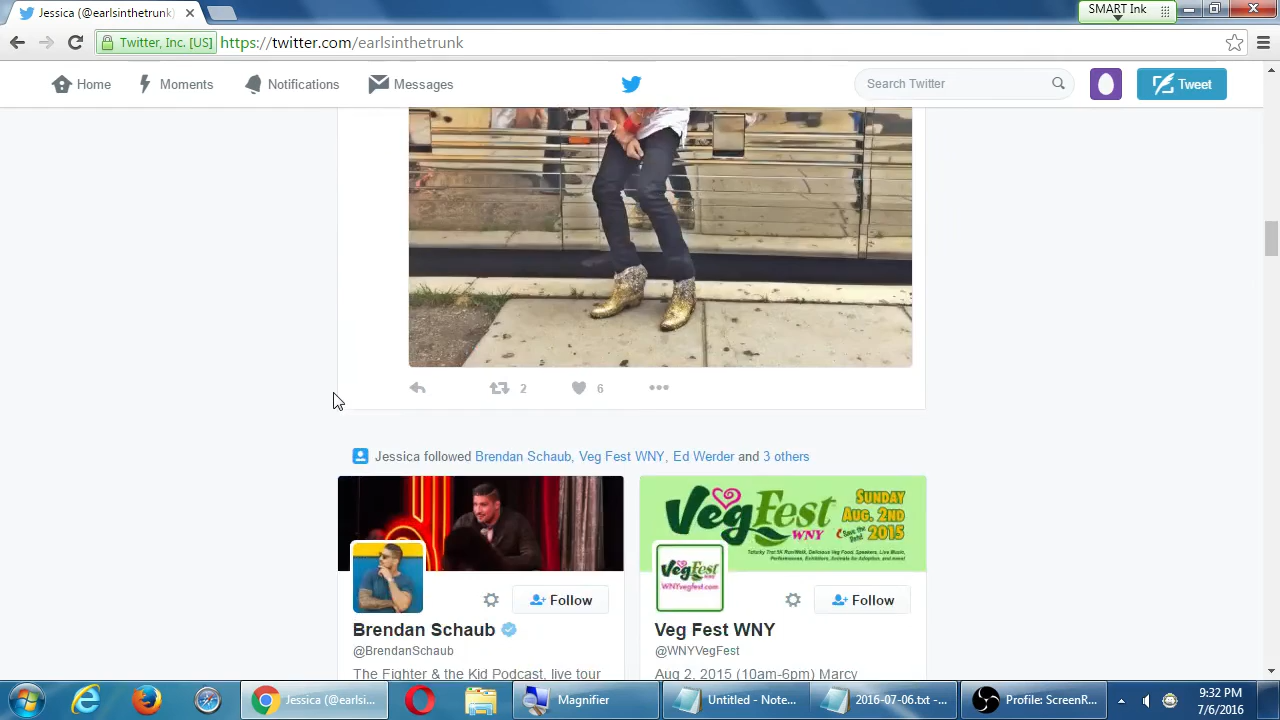 Jessica (@earlsinthetrunk)
SMART Ink
Twitter, Inc. [US]
https://twitter.com/earlsinthetrunk
Home
Moments
Notifications
Messages
Search Twitter
Tweet
2
6
Jessica followed Brendan Schaub, Veg Fest WNY, Ed Werder and 3 others
VegFest
WNY
SUNDAY
AUG. 2ND
2015
VegFest
WNYvegfest.com
Follow
Follow
Brendan Schaub
@BrendanSchaub
The Fighter & the Kid Podcast, live tour
Veg Fest WNY
@WNYVegFest
Aug 2, 2015 (10am-6pm) Marcy
Jessica (@earlsi...
Magnifier
Untitled - Note...
2016-07-06.txt -...
Profile: ScreenR...
9:32 PM
7/6/2016